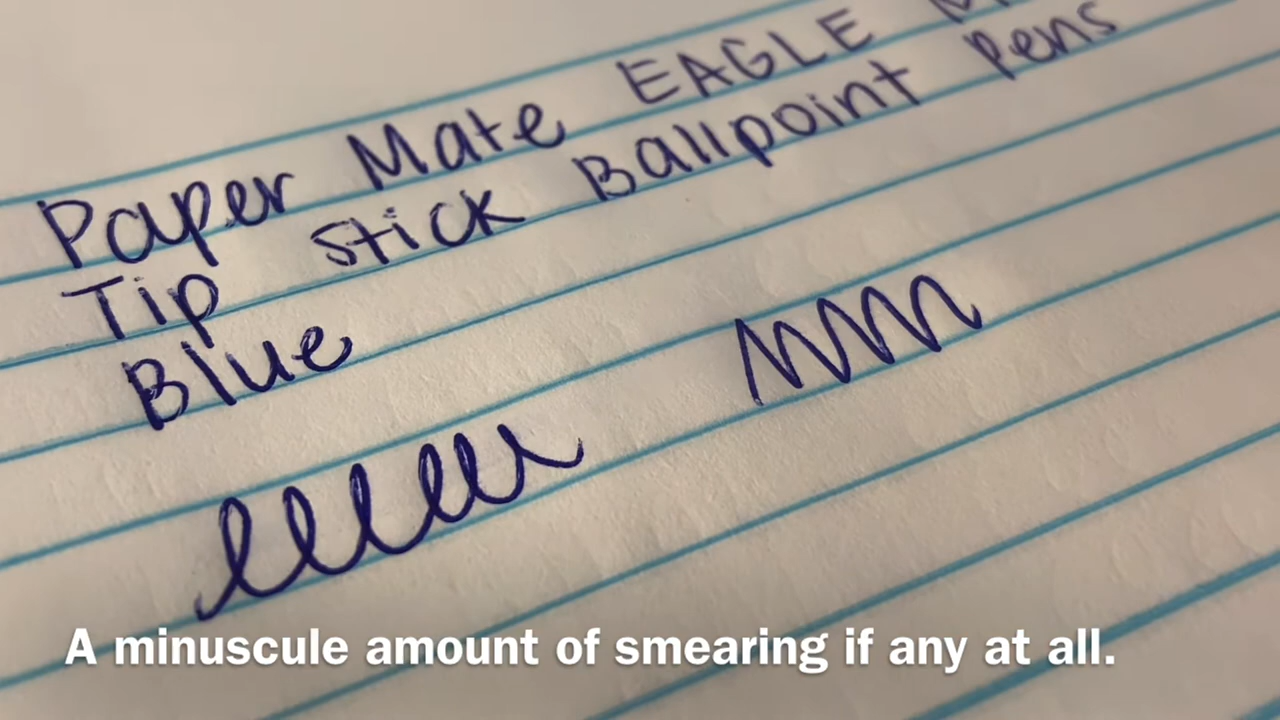 Paper Mate EAGLE
Tip Stick Ballpoint Pens
Blue
A minuscule amount of smearing if any at all.